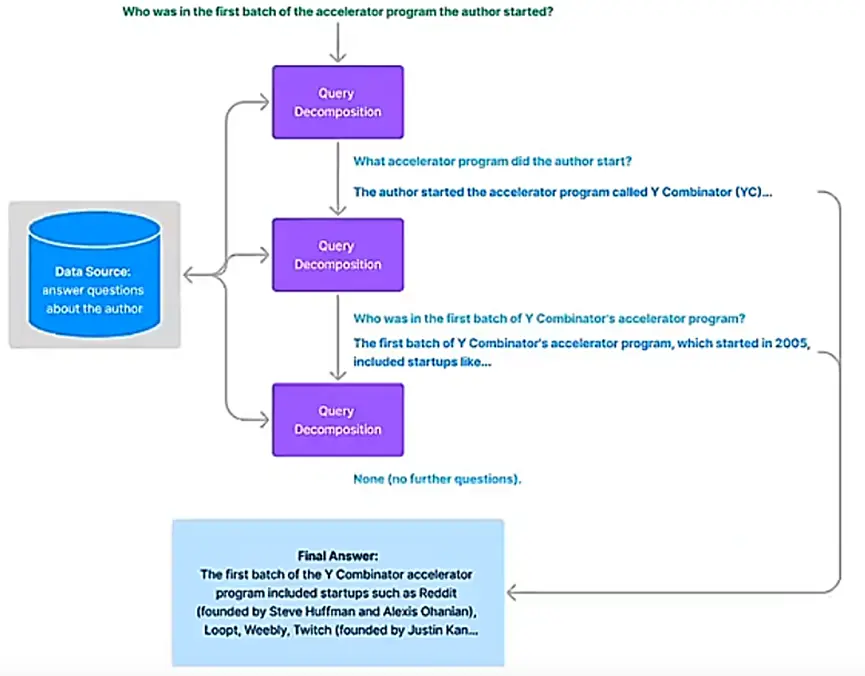 Who was in the first batch of the accelerator program the author started?
Query
Decomposition
What accelerator program did the author start?
The author started the accelerator program called Y Combinator (YC)...
Query
Decomposition
Data Source:
answer questions
about the author
Who was in the first batch of Y Combinator's accelerator program?
The first batch of Y Combinator's accelerator program, which started in 2005,
included startups like...
Query
Decomposition
None (no further questions).
Final Answer:
The first batch of the Y Combinator accelerator
program included startups such as Reddit
(founded by Steve Huffman and Alexis Ohanian),
Loopt, Weebly, Twitch (founded by Justin Kan...